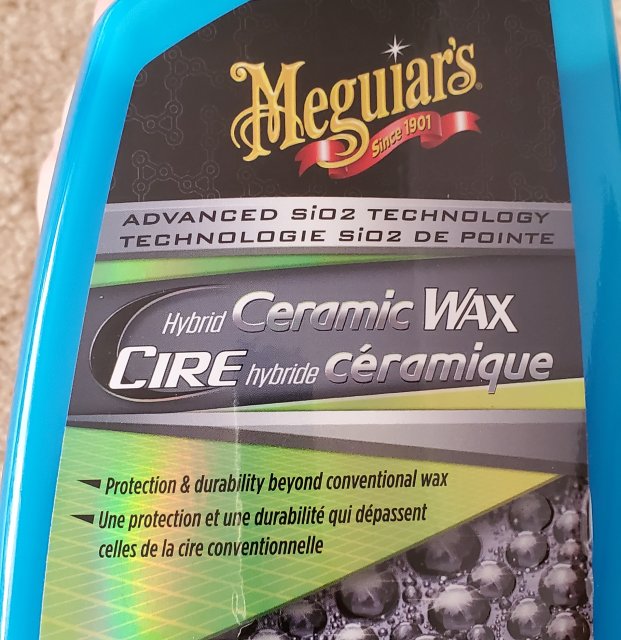 Meguiar's
Since 1901
ADVANCED SiO2 TECHNOLOGY
TECHNOLOGIE SiO2 DE POINTE
Hybrid Ceramic WAX
CIRE hybride céramique
Protection & durability beyond conventional wax
Une protection et une durabilité qui dépassent
celles de la cire conventionnelle